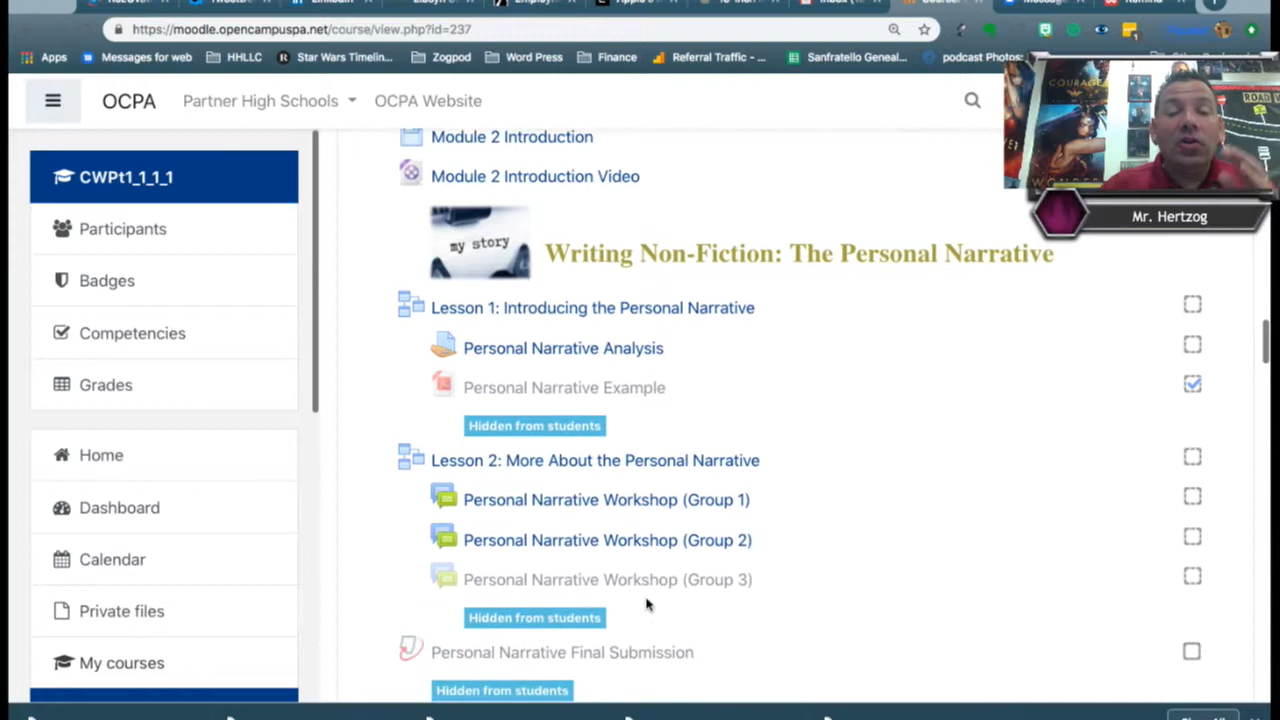 https://moodle.opencampuspa.net/course/view.php?id=237
Apps
Messages for web
HHLLC
Star Wars Timelin...
Zogpod
Word Press
Finance
Referral Traffic - ...
Sanfratello Geneal...
podcast Photos:
OCPA
Partner High Schools
OCPA Website
COURAGE
ROAD
WONDER
Mr. Hertzog
CWPt1_1_1_1
Participants
Badges
Competencies
Grades
Home
Dashboard
Calendar
Private files
My courses
Module 2 Introduction
Module 2 Introduction Video
my story
Writing Non-Fiction: The Personal Narrative
Lesson 1: Introducing the Personal Narrative
Personal Narrative Analysis
Personal Narrative Example
Hidden from students
Lesson 2: More About the Personal Narrative
Personal Narrative Workshop (Group 1)
Personal Narrative Workshop (Group 2)
Personal Narrative Workshop (Group 3)
Hidden from students
Personal Narrative Final Submission
Hidden from students